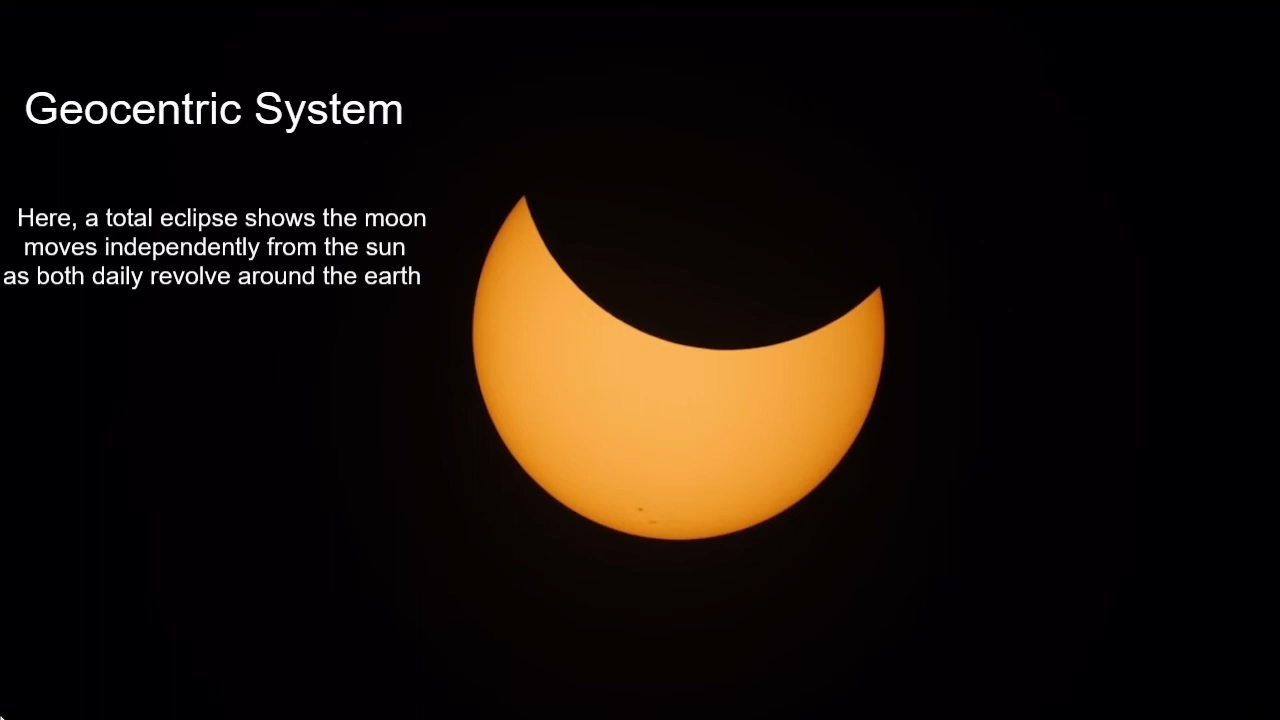 Geocentric System
Here, a total eclipse shows the moon
moves independently from the sun
as both daily revolve around the earth